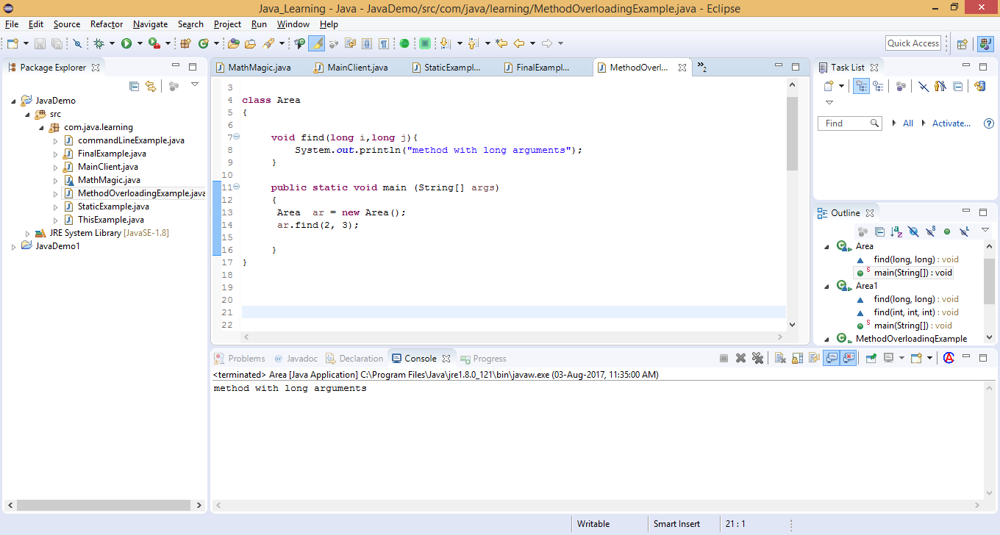 Java_Learning - Java - JavaDemo/src/com/java/learning/MethodOverloadingExample.java - Eclipse
File Edit Source Refactor Navigate Search Project Run Window Help
Quick Access
Package Explorer
JavaDemo
src
com.java.learning
commandLineExample.java
FinalExample.java
MainClient.java
MathMagic.java
MethodOverloadingExample.java
StaticExample.java
ThisExample.java
JRE System Library [JavaSE-1.8]
JavaDemo1
MathMagic.java MainClient.java StaticExampl... FinalExampl... MethodOverl... »2
3
4 class Area
5 {
6
7 void find(long i,long j){
8 System.out.println("method with long arguments");
9 }
10
11 public static void main (String[] args)
12 {
13 Area  ar = new Area();
14 ar.find(2, 3);
15
16 }
17 }
18
19
20
21
22
Task List
Find All Activate...
Outline
Area
find(long, long) : void
main(String[]) : void
Area1
find(long, long) : void
find(int, int, int) : void
main(String[]) : void
MethodOverloadingExample
Problems @ Javadoc Declaration Console Progress
<terminated> Area [Java Application] C:\Program Files\Java\jre1.8.0_121\bin\javaw.exe (03-Aug-2017, 11:35:00 AM)
method with long arguments
Writable Smart Insert 21 : 1